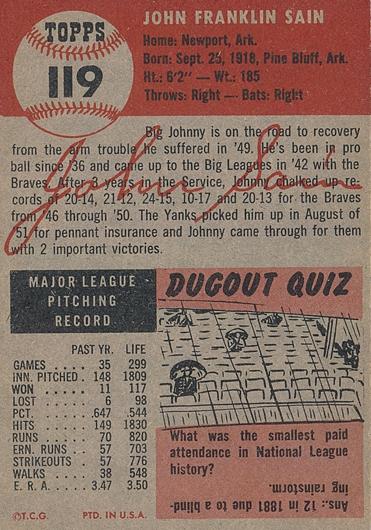 TOPPS
119
JOHN FRANKLIN SAIN
Home: Newport, Ark.
Born: Sept. 25, 1918, Pine Bluff, Ark.
Ht.: 6'2" — Wt.: 185
Throws: Right — Bats: Right
Big Johnny is on the road to recovery
from the arm trouble he suffered in '49. He's been in pro
ball since '36 and came up to the Big Leagues in '42 with the
Braves. After 3 years in Service, Johnny chalked up re-
cords of 20-14, 21-12, 24-15, 10-17 and 20-13 for the Braves
from '46 through '50. The Yanks picked him up in August of
'51 for pennant insurance and Johnny came through for them
with 2 important victories.
John Sain
MAJOR LEAGUE
PITCHING
RECORD
PAST YR. LIFE
GAMES 35 299
INN. PITCHED 148 1809
WON 11 117
LOST 6 98
PCT. .647 .544
HITS 149 1830
RUNS 70 820
ERN. RUNS 57 703
STRIKEOUTS 57 776
WALKS 38 548
E. R. A. 3.47 3.50
©T.C.G. PTD. IN U.S.A.
DUGOUT QUIZ
What was the smallest paid
attendance in National League
history?
Ans.: 12 in 1881 due to a blind-
ing rainstorm.